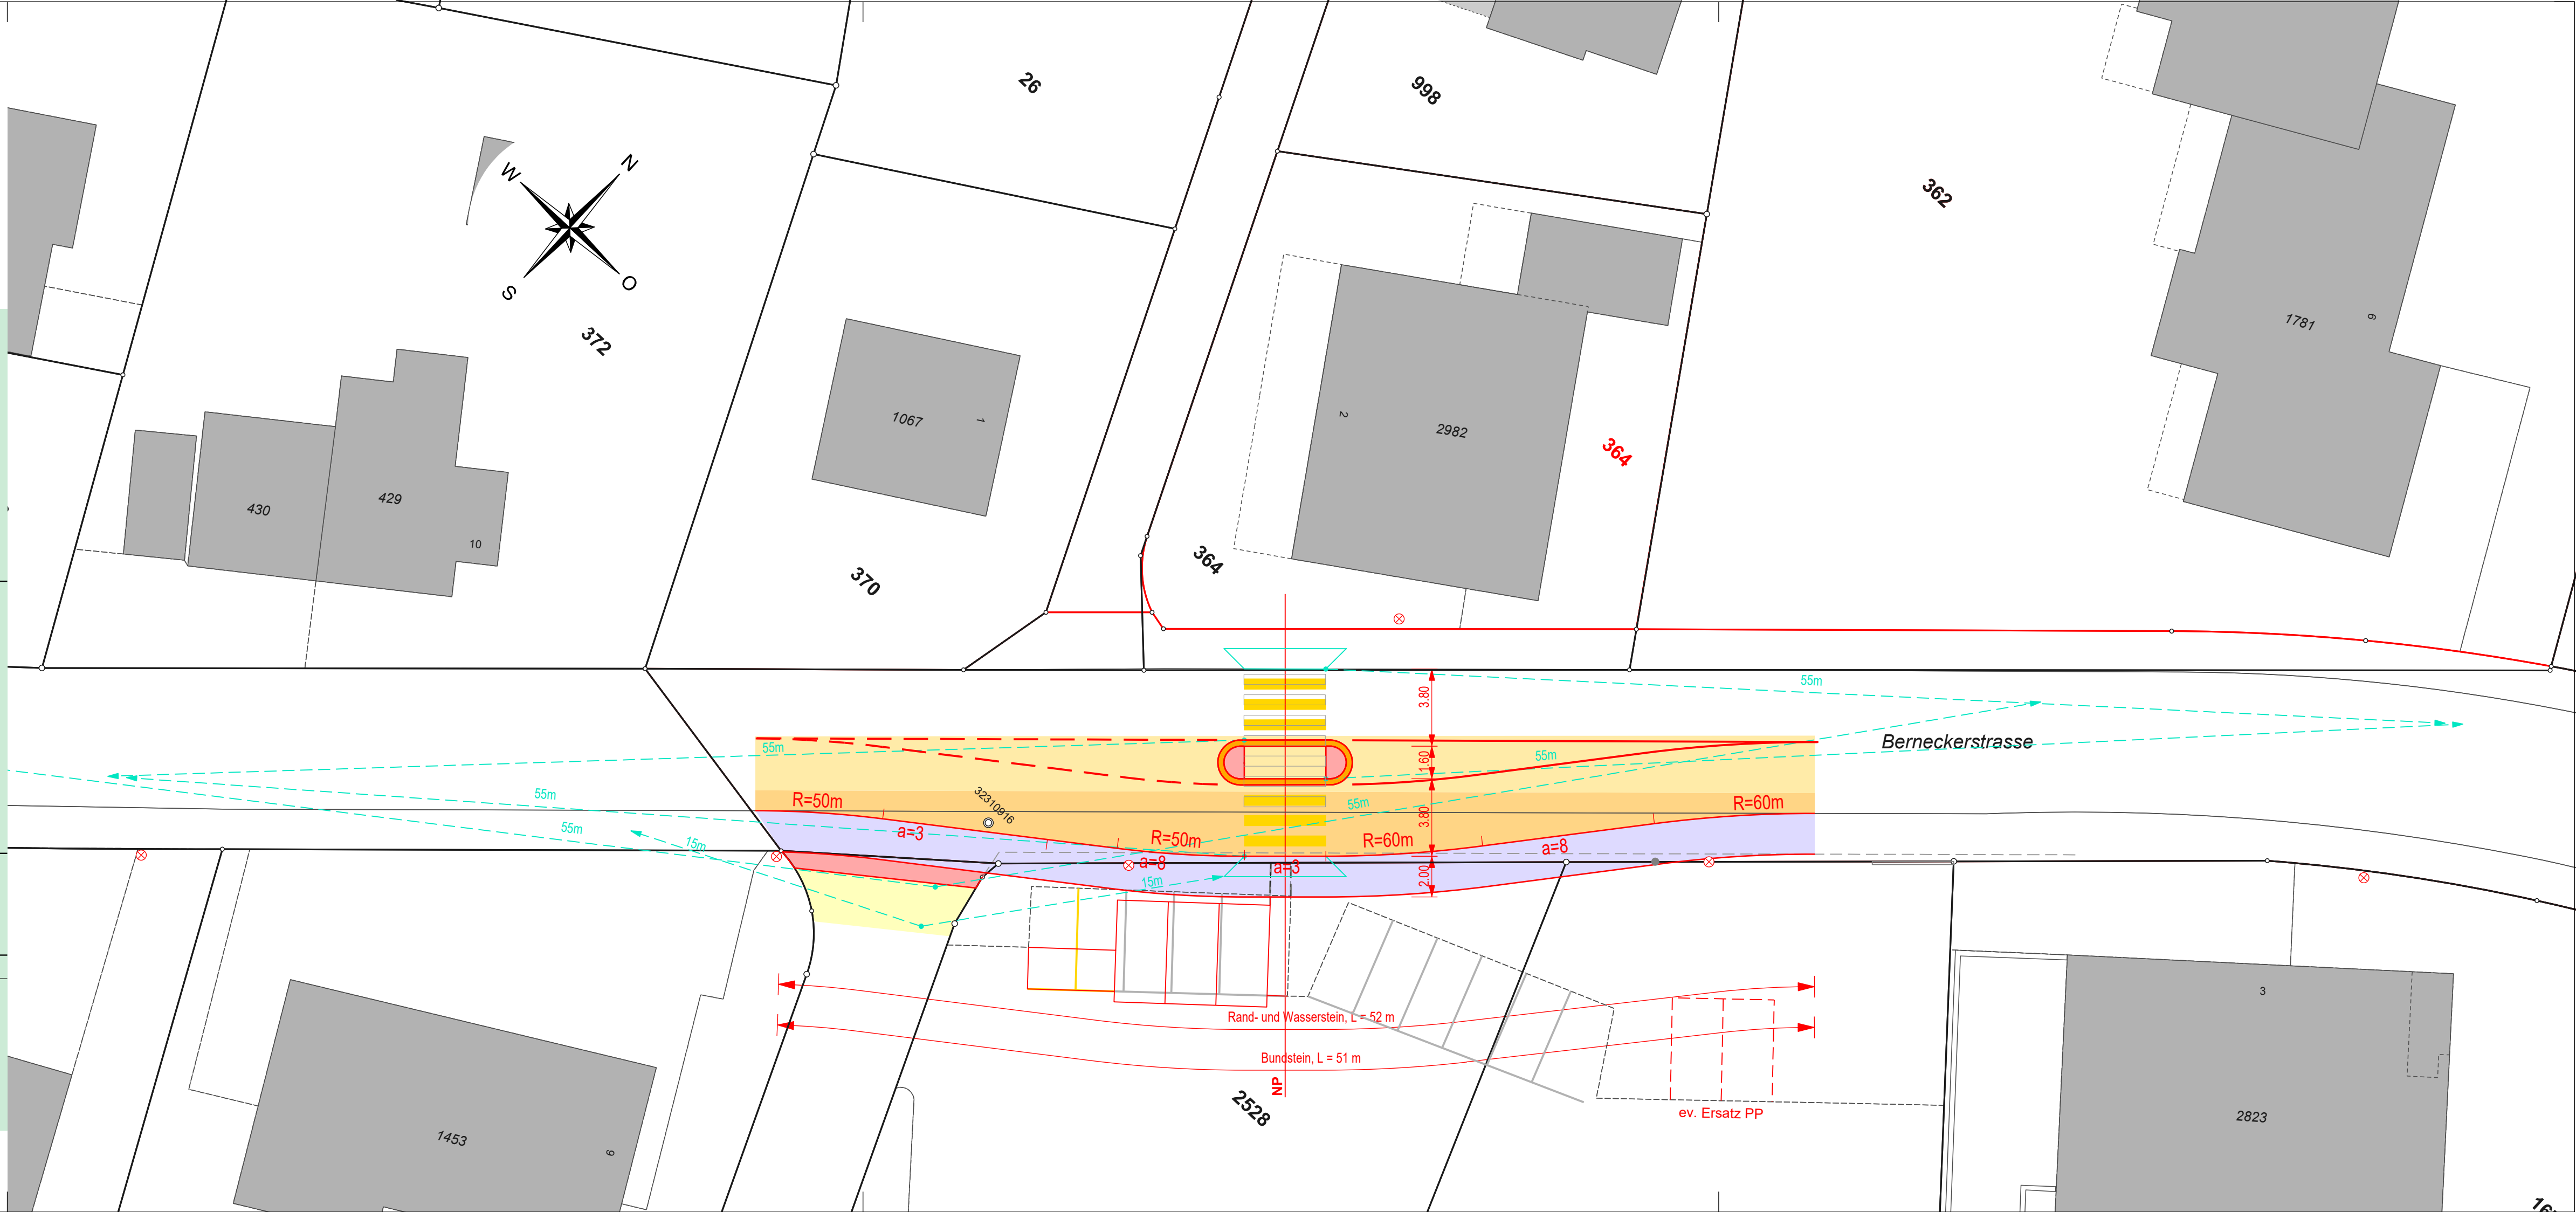 26
998
362
W
N
S
O
372
1781
6
1067
1
2
2982
364
430
429
10
370
364
55m
3.80
Berneckerstrasse
55m
1.60
55m
55m
R=50m
32310916
55m
R=60m
3.80
55m
a=3
15m
R=50m
R=60m
a=8
a=8
a=3
15m
2.00
Rand- und Wasserstein, L = 52 m
3
Bundstein, L = 51 m
NP
2528
ev. Ersatz PP
2823
1453
9